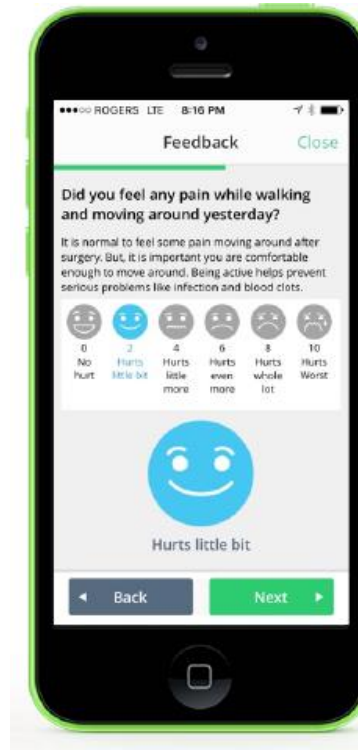 ROGERS LTE 8:16 PM
Feedback Close
Did you feel any pain while walking
and moving around yesterday?
It is normal to feel some pain moving around after
surgery. But, it is important you are comfortable
enough to move around. Being active helps prevent
serious problems like infection and blood clots.
0 2 4 6 8 10
No Hurts Hurts Hurts Hurts Hurts
hurt little bit little even whole Worst
more more lot
Hurts little bit
Back Next